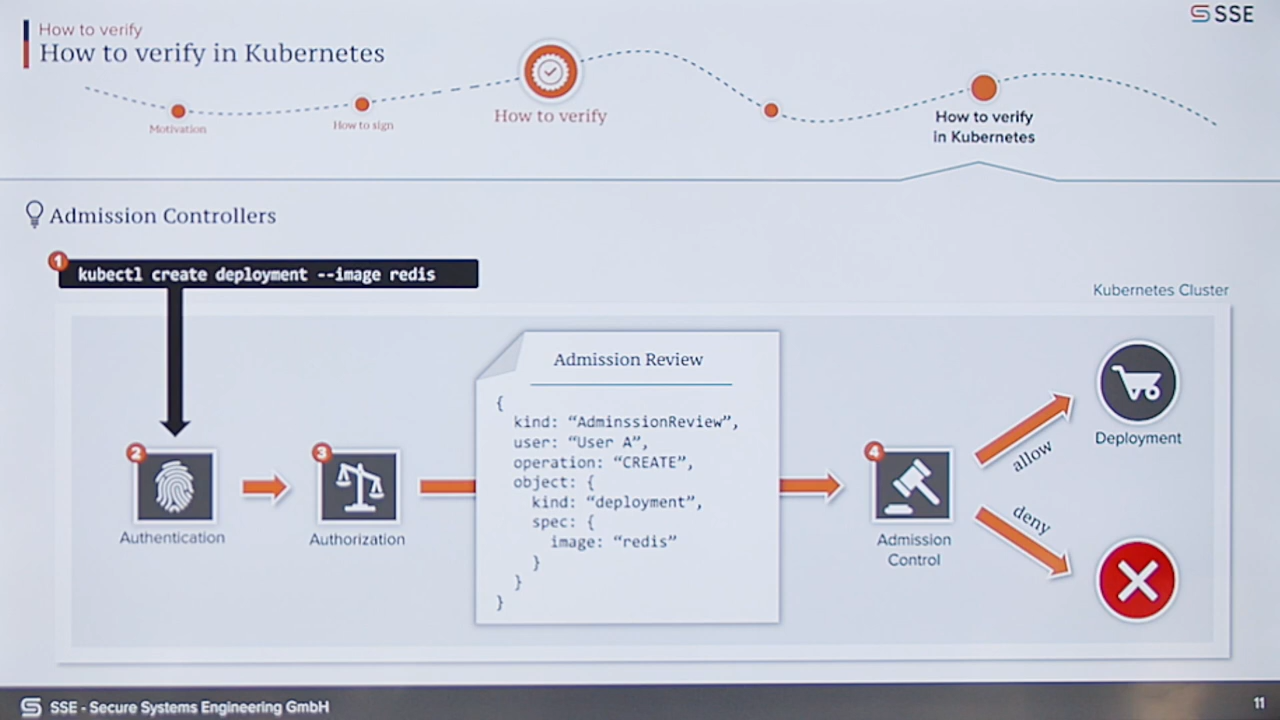 How to verify
How to verify in Kubernetes
SSE
Motivation
How to sign
How to verify
How to verify
in Kubernetes
Admission Controllers
1
kubectl create deployment --image redis
Kubernetes Cluster
Admission Review
{
kind: “AdminssionReview”,
user: “User A”,
operation: “CREATE”,
object: {
kind: “deployment”,
spec: {
image: “redis”
}
}
}
2
Authentication
3
Authorization
4
Admission
Control
allow
deny
Deployment
SSE - Secure Systems Engineering GmbH
11